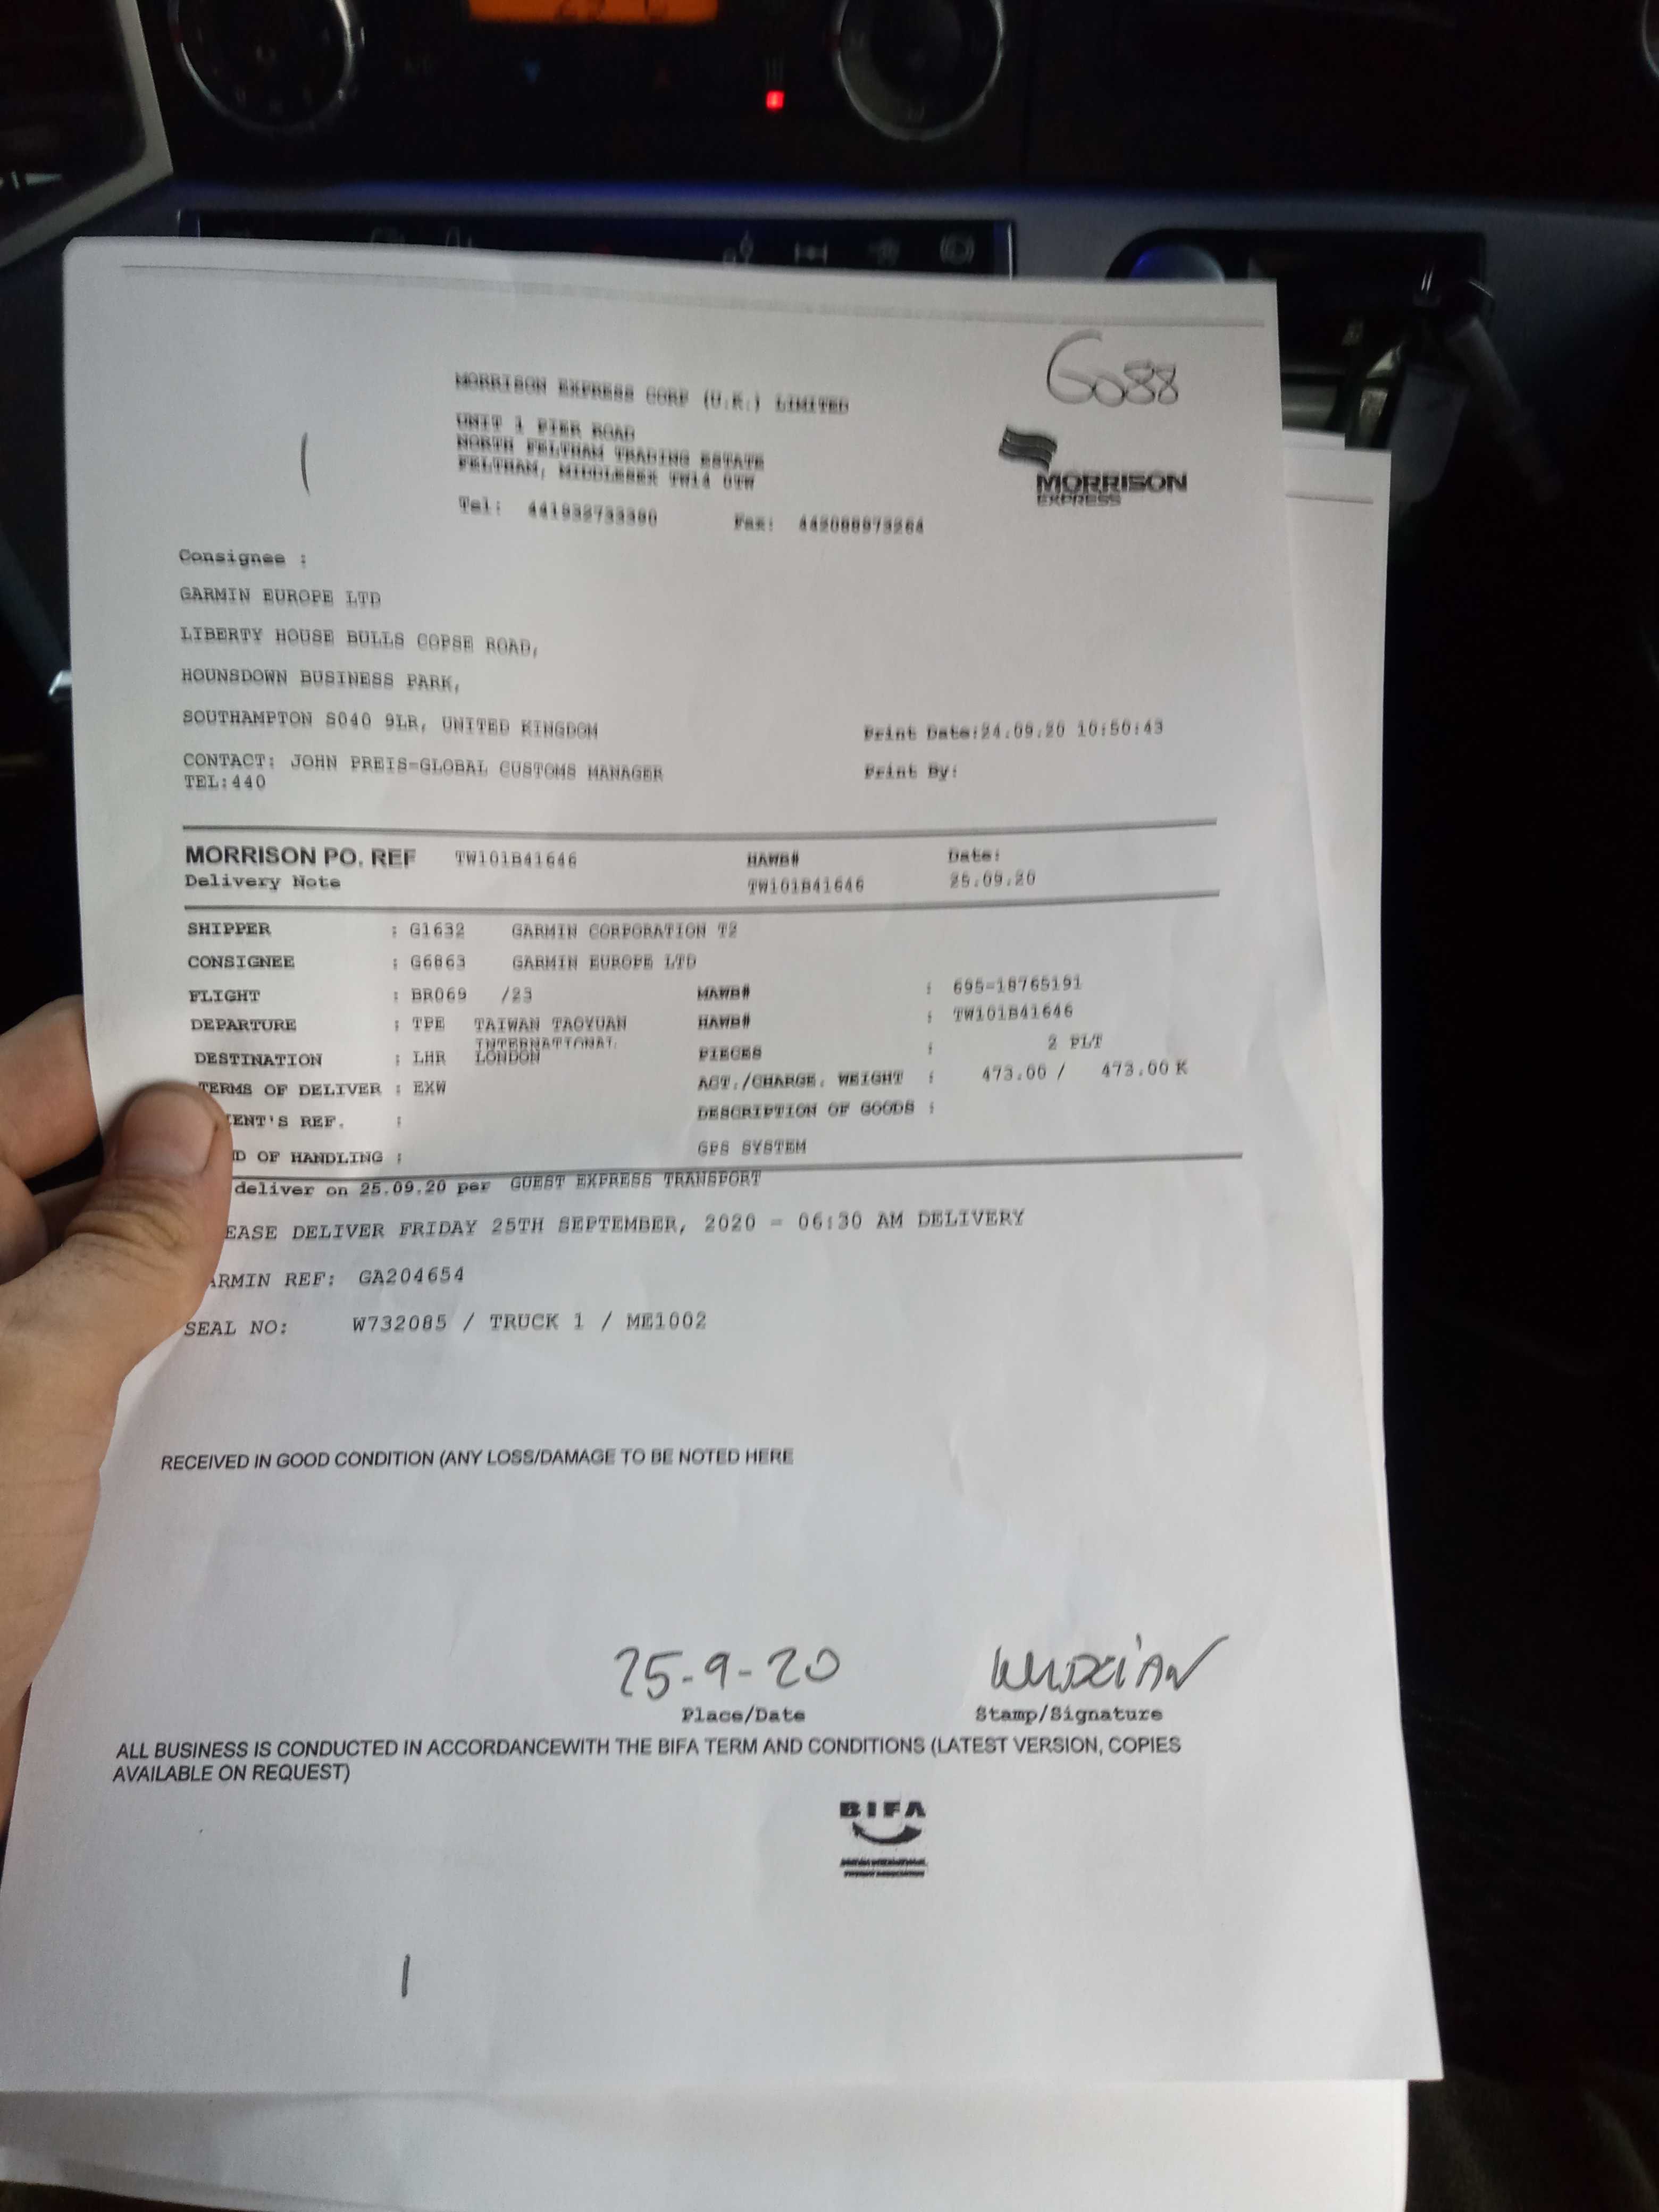 G088
MORRISON EXPRESS CORP (U.K.) LIMITED
UNIT 1 PIER ROAD
NORTH FELTHAM TRADING ESTATE
FELTHAM, MIDDLESEX TW14 0TW
MORRISON
EXPRESS
Tel: 441932733390 Fax: 442088973264
Consignee :
GARMIN EUROPE LTD
LIBERTY HOUSE BULLS COPSE ROAD,
HOUNSDOWN BUSINESS PARK,
SOUTHAMPTON S040 9LR, UNITED KINGDOM Print Date:24.09.20 10:50:43
CONTACT: JOHN PREIS=GLOBAL CUSTOMS MANAGER Print By:
TEL:440
MORRISON PO. REF TW101B41646 HAWB# Date:
Delivery Note TW101B41646 25.09.20
SHIPPER : G1632 GARMIN CORPORATION T2
CONSIGNEE : G6863 GARMIN EUROPE LTD
FLIGHT : BR069 /23 MAWB# : 695=18765191
DEPARTURE : TPE TAIWAN TAOYUAN HAWB# : TW101B41646
INTERNATIONAL
DESTINATION : LHR LONDON PIECES : 2 PLT
TERMS OF DELIVER : EXW ACT./CHARGE. WEIGHT : 473.00 / 473.00 K
IENT'S REF. : DESCRIPTION OF GOODS :
D OF HANDLING : GPS SYSTEM
deliver on 25.09.20 per GUEST EXPRESS TRANSPORT
EASE DELIVER FRIDAY 25TH SEPTEMBER, 2020 = 06:30 AM DELIVERY
ARMIN REF: GA204654
SEAL NO: W732085 / TRUCK 1 / ME1002
RECEIVED IN GOOD CONDITION (ANY LOSS/DAMAGE TO BE NOTED HERE
25-9-20
Place/Date Stamp/Signature
ALL BUSINESS IS CONDUCTED IN ACCORDANCEWITH THE BIFA TERM AND CONDITIONS (LATEST VERSION, COPIES
AVAILABLE ON REQUEST)
BIFA